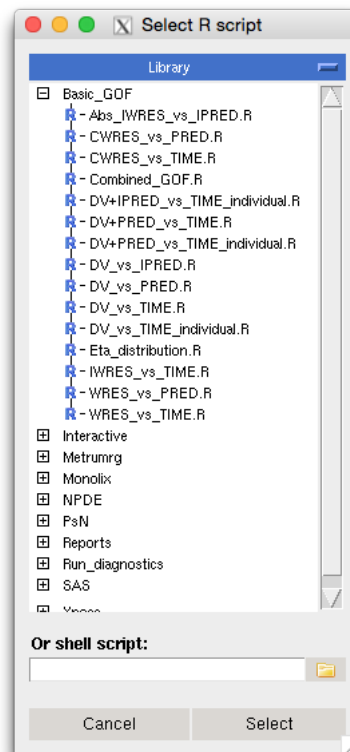 Select R script
Library
Basic_GOF
R - Abs_IWRES_vs_IPRED.R
R - CWRES_vs_PRED.R
R - CWRES_vs_TIME.R
R - Combined_GOF.R
R - DV+IPRED_vs_TIME_individual.R
R - DV+PRED_vs_TIME.R
R - DV+PRED_vs_TIME_individual.R
R - DV_vs_IPRED.R
R - DV_vs_PRED.R
R - DV_vs_TIME.R
R - DV_vs_TIME_individual.R
R - Eta_distribution.R
R - IWRES_vs_TIME.R
R - WRES_vs_PRED.R
R - WRES_vs_TIME.R
Interactive
Metrumrg
Monolix
NPDE
PsN
Reports
Run_diagnostics
SAS
Or shell script:
Cancel Select